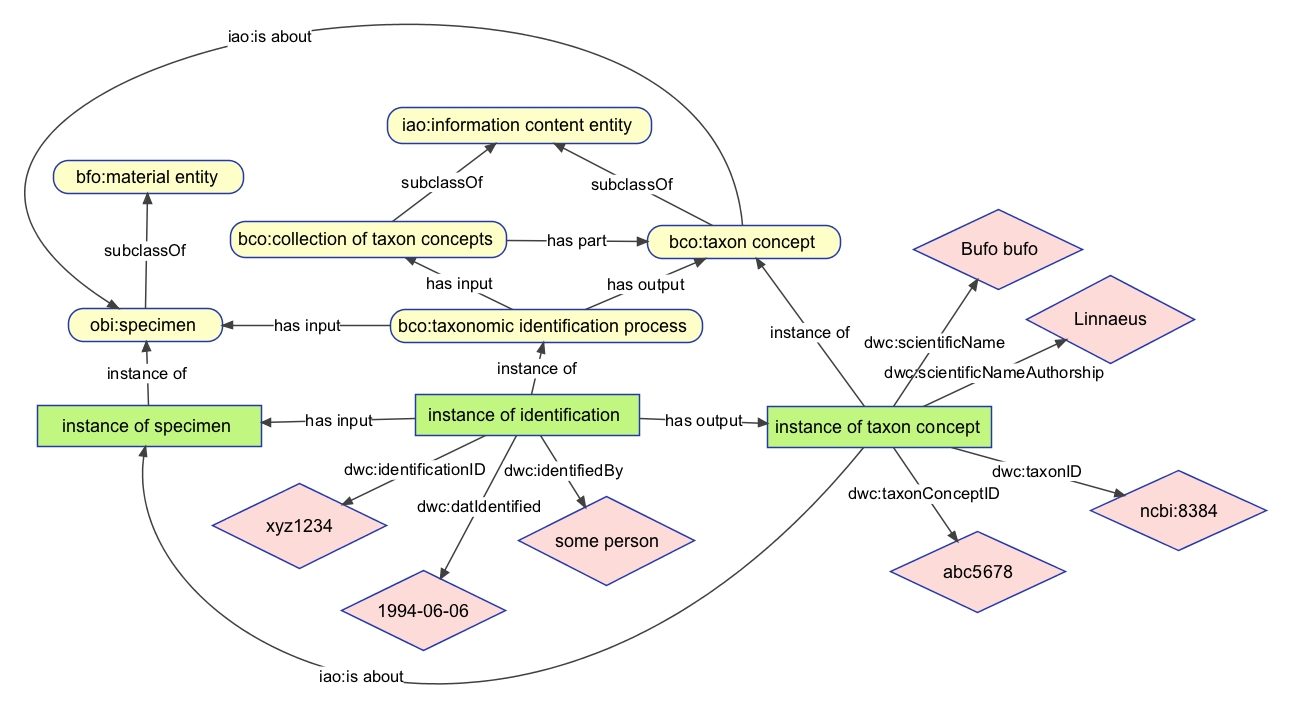 iao:is about
iao:information content entity
bfo:material entity
subclassOf
subclassOf
bco:collection of taxon concepts
has part
bco:taxon concept
Bufo bufo
subclassOf
has input
has output
Linnaeus
obi:specimen
has input
bco:taxonomic identification process
instance of
dwc:scientificName
instance of
instance of
dwc:scientificNameAuthorship
instance of specimen
has input
instance of identification
has output
instance of taxon concept
dwc:identificationID
dwc:identifiedBy
dwc:taxonID
dwc:datIdentified
dwc:taxonConceptID
xyz1234
some person
ncbi:8384
abc5678
1994-06-06
iao:is about